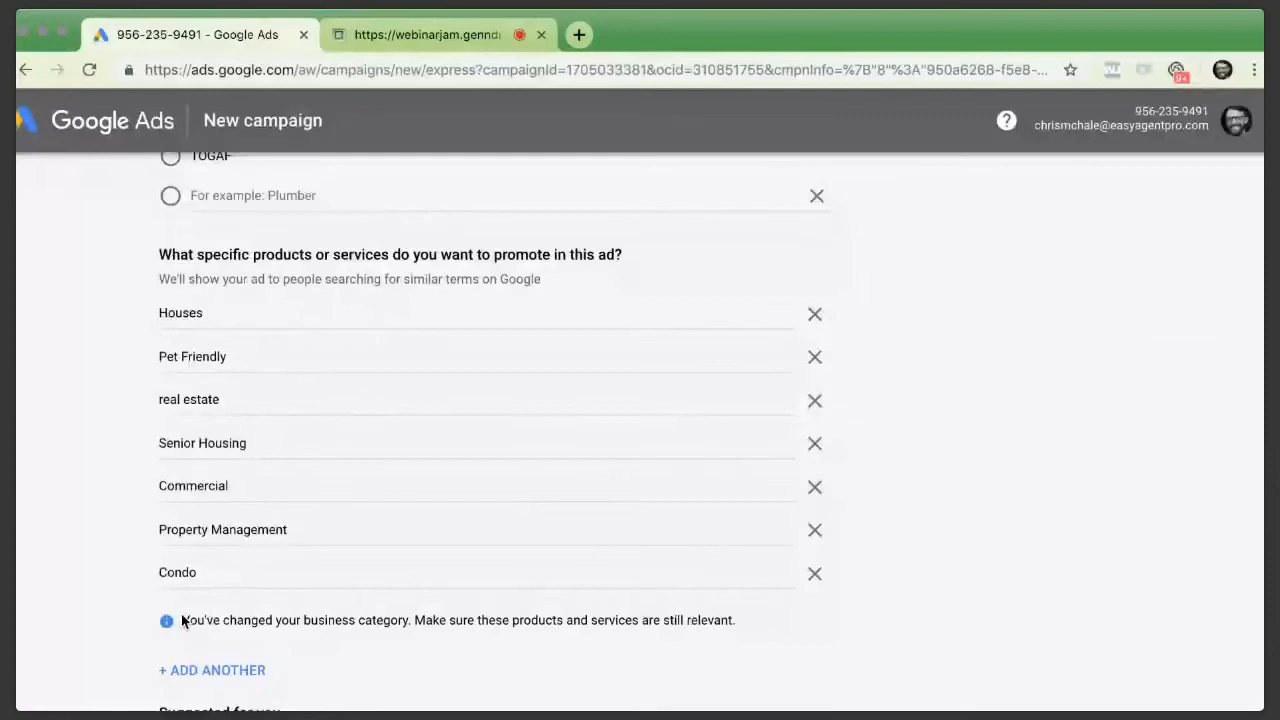 956-235-9491 - Google Ads
https://webinarjam.genndi
https://ads.google.com/aw/campaigns/new/express?campaignId=1705033381&ocid=310851755&cmpnInfo=%7B"8"%3A"950a6268-f5e8-...
9+
Google Ads
New campaign
956-235-9491
chrismchale@easyagentpro.com
TOGAF
For example: Plumber
What specific products or services do you want to promote in this ad?
We'll show your ad to people searching for similar terms on Google
Houses
Pet Friendly
real estate
Senior Housing
Commercial
Property Management
Condo
You've changed your business category. Make sure these products and services are still relevant.
+ ADD ANOTHER
Suggested for you